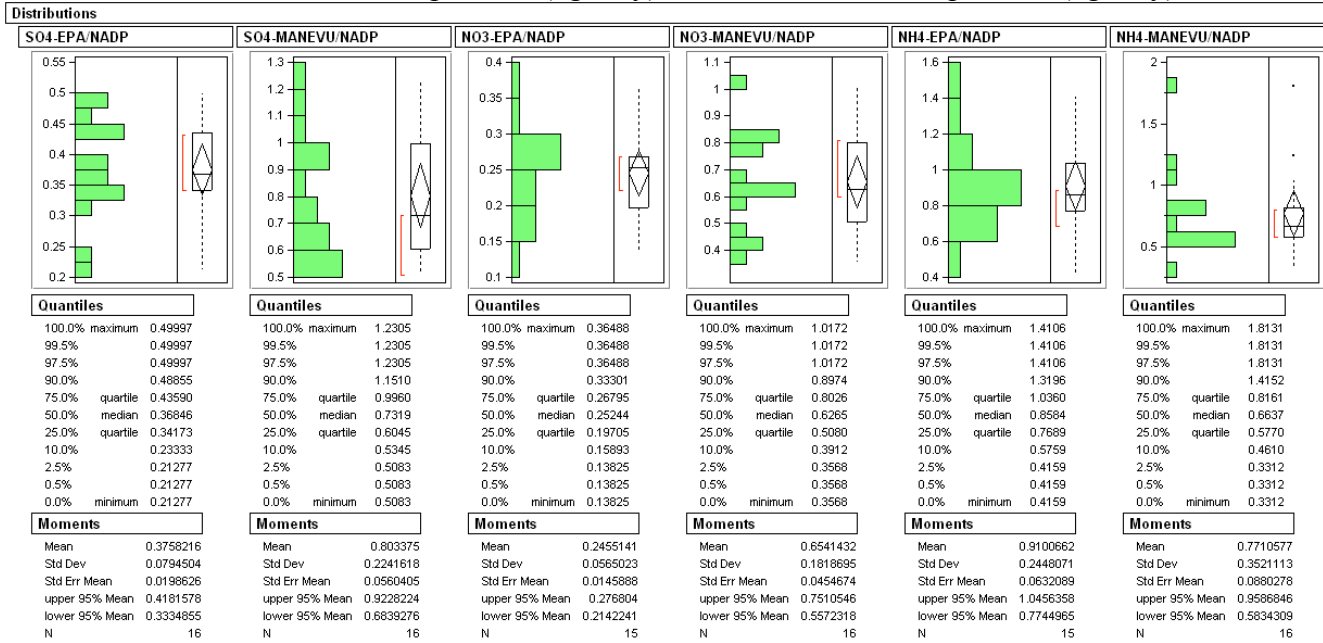 Distributions
SO4-EPA/NADP
0.55
0.5
0.45
0.4
0.35
0.3
0.25
0.2
Quantiles
100.0% maximum 0.49997
99.5% 0.49997
97.5% 0.49997
90.0% 0.48855
75.0% quartile 0.43590
50.0% median 0.36846
25.0% quartile 0.34173
10.0% 0.23333
2.5% 0.21277
0.5% 0.21277
0.0% minimum 0.21277
Moments
Mean 0.3758216
Std Dev 0.0794504
Std Err Mean 0.0198626
upper 95% Mean 0.4181578
lower 95% Mean 0.3334855
N 16
SO4-MANEVU/NADP
1.3
1.2
1.1
1
0.9
0.8
0.7
0.6
0.5
Quantiles
100.0% maximum 1.2305
99.5% 1.2305
97.5% 1.2305
90.0% 1.1510
75.0% quartile 0.9960
50.0% median 0.7319
25.0% quartile 0.6045
10.0% 0.5345
2.5% 0.5083
0.5% 0.5083
0.0% minimum 0.5083
Moments
Mean 0.803375
Std Dev 0.2241618
Std Err Mean 0.0560405
upper 95% Mean 0.9228224
lower 95% Mean 0.6839276
N 16
NO3-EPA/NADP
0.4
0.35
0.3
0.25
0.2
0.15
0.1
Quantiles
100.0% maximum 0.36488
99.5% 0.36488
97.5% 0.36488
90.0% 0.33301
75.0% quartile 0.26795
50.0% median 0.25244
25.0% quartile 0.19705
10.0% 0.15893
2.5% 0.13825
0.5% 0.13825
0.0% minimum 0.13825
Moments
Mean 0.2455141
Std Dev 0.0565023
Std Err Mean 0.0145888
upper 95% Mean 0.276804
lower 95% Mean 0.2142241
N 15
NO3-MANEVU/NADP
1.1
1
0.9
0.8
0.7
0.6
0.5
0.4
Quantiles
100.0% maximum 1.0172
99.5% 1.0172
97.5% 1.0172
90.0% 0.8974
75.0% quartile 0.8026
50.0% median 0.6265
25.0% quartile 0.5080
10.0% 0.3912
2.5% 0.3568
0.5% 0.3568
0.0% minimum 0.3568
Moments
Mean 0.6541432
Std Dev 0.1818695
Std Err Mean 0.0454674
upper 95% Mean 0.7510546
lower 95% Mean 0.5572318
N 16
NH4-EPA/NADP
1.6
1.4
1.2
1.0
0.8
0.6
0.4
Quantiles
100.0% maximum 1.4106
99.5% 1.4106
97.5% 1.4106
90.0% 1.3196
75.0% quartile 1.0360
50.0% median 0.8584
25.0% quartile 0.7689
10.0% 0.5759
2.5% 0.4159
0.5% 0.4159
0.0% minimum 0.4159
Moments
Mean 0.9100662
Std Dev 0.2448071
Std Err Mean 0.0632089
upper 95% Mean 1.0456358
lower 95% Mean 0.7744965
N 15
NH4-MANEVU/NADP
2
1.5
1
0.5
Quantiles
100.0% maximum 1.8131
99.5% 1.8131
97.5% 1.8131
90.0% 1.4152
75.0% quartile 0.8161
50.0% median 0.6637
25.0% quartile 0.5770
10.0% 0.4610
2.5% 0.3312
0.5% 0.3312
0.0% minimum 0.3312
Moments
Mean 0.7710577
Std Dev 0.3521113
Std Err Mean 0.0880278
upper 95% Mean 0.9586846
lower 95% Mean 0.5834309
N 16